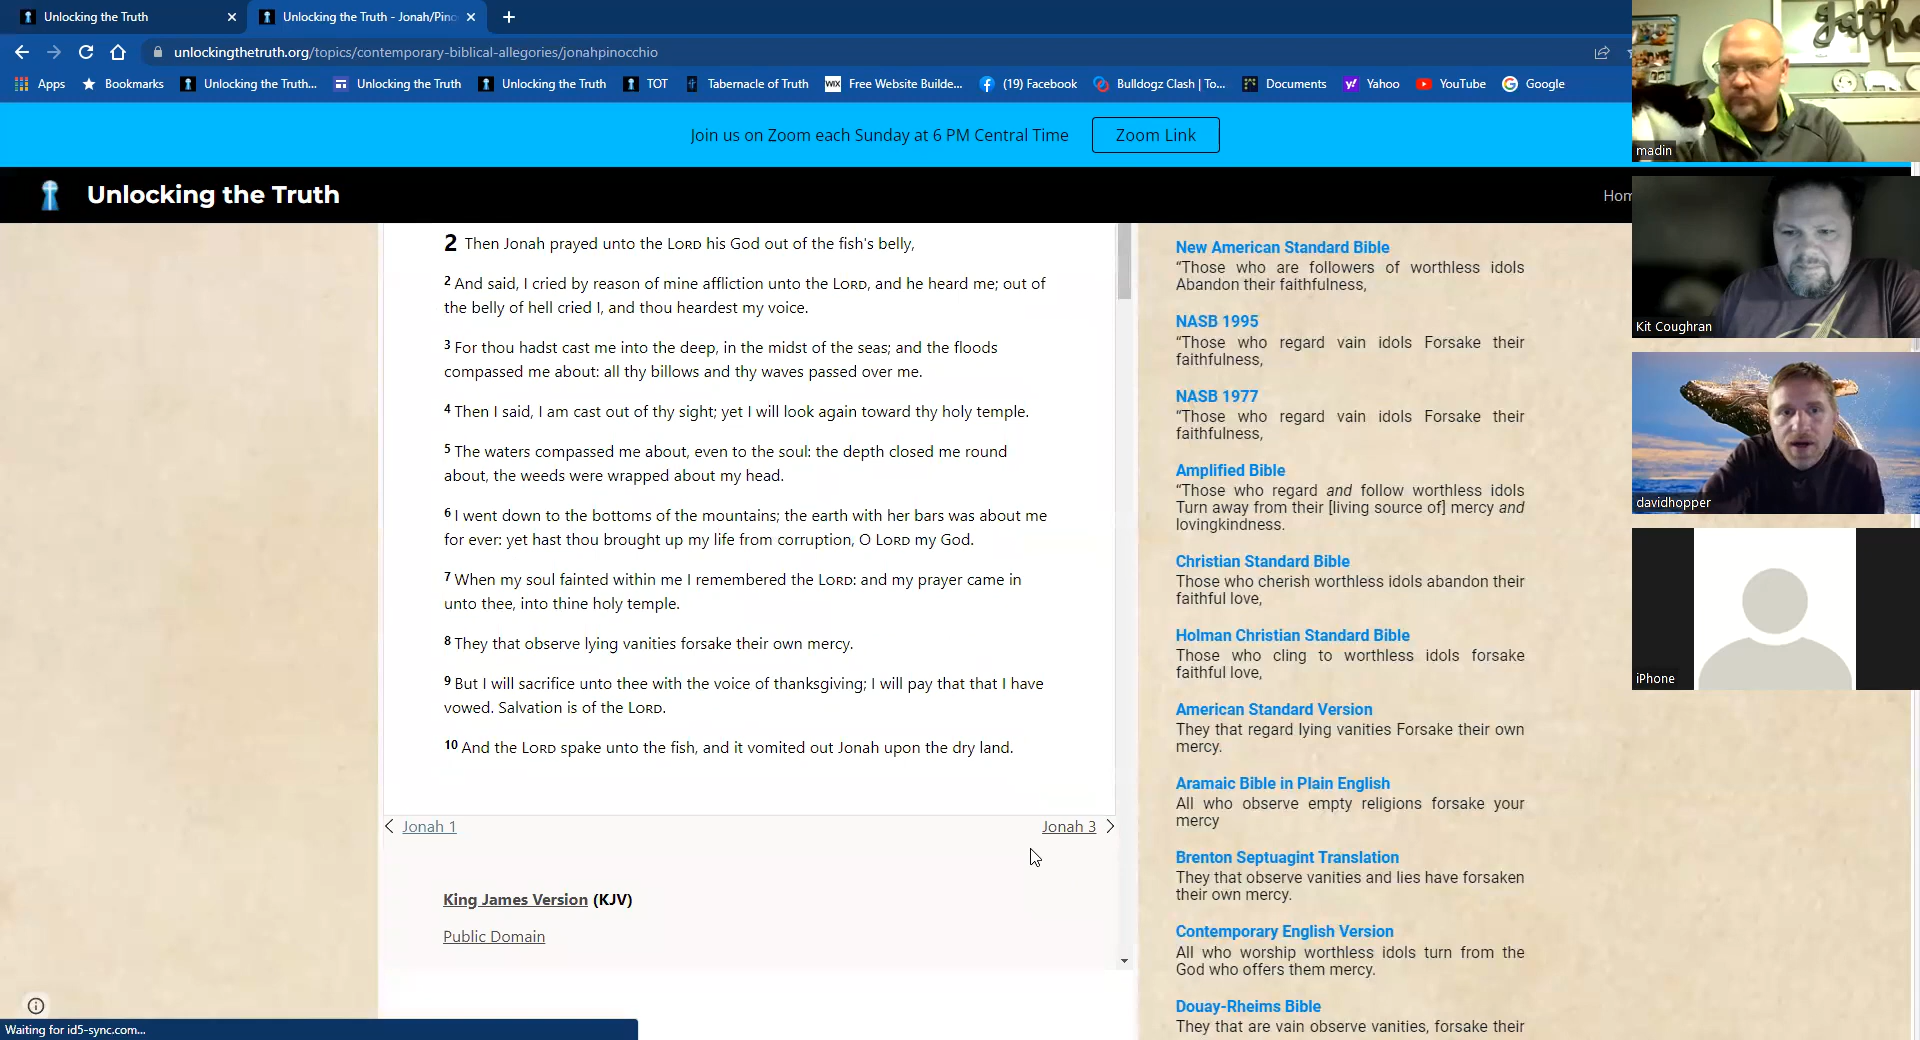 Unlocking the Truth
Unlocking the Truth - Jonah/Pino
unlockingthetruth.org/topics/contemporary-biblical-allegories/jonahpinocchio
Apps Bookmarks Unlocking the Truth... Unlocking the Truth Unlocking the Truth TOT Tabernacle of Truth WIX Free Website Builde... (19) Facebook Bulldogz Clash | To... Documents Yahoo YouTube Google
Join us on Zoom each Sunday at 6 PM Central Time Zoom Link
Unlocking the Truth
Hom
2 Then Jonah prayed unto the LORD his God out of the fish's belly,
2 And said, I cried by reason of mine affliction unto the LORD, and he heard me; out of
the belly of hell cried I, and thou heardest my voice.
3 For thou hadst cast me into the deep, in the midst of the seas; and the floods
compassed me about: all thy billows and thy waves passed over me.
4 Then I said, I am cast out of thy sight; yet I will look again toward thy holy temple.
5 The waters compassed me about, even to the soul: the depth closed me round
about, the weeds were wrapped about my head.
6 I went down to the bottoms of the mountains; the earth with her bars was about me
for ever: yet hast thou brought up my life from corruption, O LORD my God.
7 When my soul fainted within me I remembered the LORD: and my prayer came in
unto thee, into thine holy temple.
8 They that observe lying vanities forsake their own mercy.
9 But I will sacrifice unto thee with the voice of thanksgiving; I will pay that that I have
vowed. Salvation is of the LORD.
10 And the LORD spake unto the fish, and it vomited out Jonah upon the dry land.
Jonah 1
Jonah 3
King James Version (KJV)
Public Domain
New American Standard Bible
“Those who are followers of worthless idols
Abandon their faithfulness,
NASB 1995
“Those who regard vain idols Forsake their
faithfulness,
NASB 1977
“Those who regard vain idols Forsake their
faithfulness,
Amplified Bible
“Those who regard and follow worthless idols
Turn away from their [living source of] mercy and
lovingkindness.
Christian Standard Bible
Those who cherish worthless idols abandon their
faithful love,
Holman Christian Standard Bible
Those who cling to worthless idols forsake
faithful love,
American Standard Version
They that regard lying vanities Forsake their own
mercy.
Aramaic Bible in Plain English
All who observe empty religions forsake your
mercy
Brenton Septuagint Translation
They that observe vanities and lies have forsaken
their own mercy.
Contemporary English Version
All who worship worthless idols turn from the
God who offers them mercy.
Douay-Rheims Bible
They that are vain observe vanities, forsake their
gathe
madin
Kit Coughran
davidhopper
iPhone
Waiting for id5-sync.com...